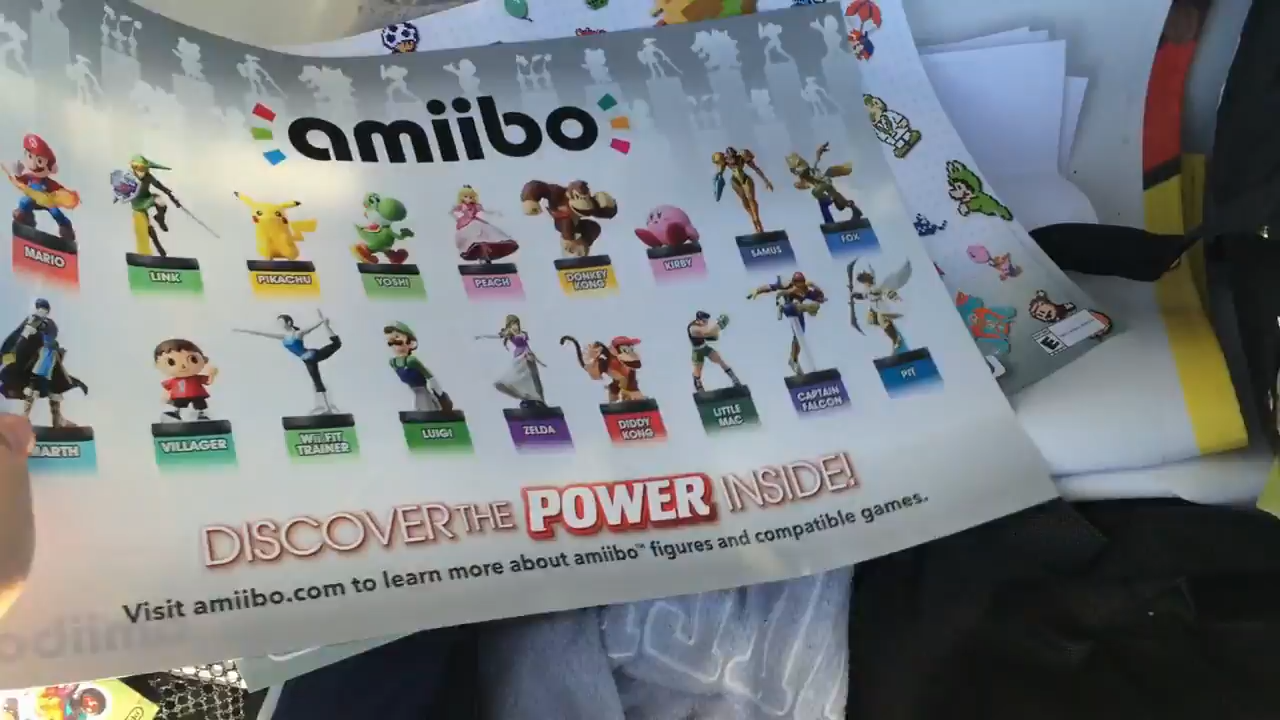 amiibo
MARIO
LINK
PIKACHU
YOSHI
PEACH
DONKEY
KONG
KIRBY
SAMUS
FOX
MARTH
VILLAGER
Wii FIT
TRAINER
LUIGI
ZELDA
DIDDY
KONG
LITTLE
MAC
CAPTAIN
FALCON
PIT
DISCOVER THE POWER INSIDE!
Visit amiibo.com to learn more about amiibo™ figures and compatible games.